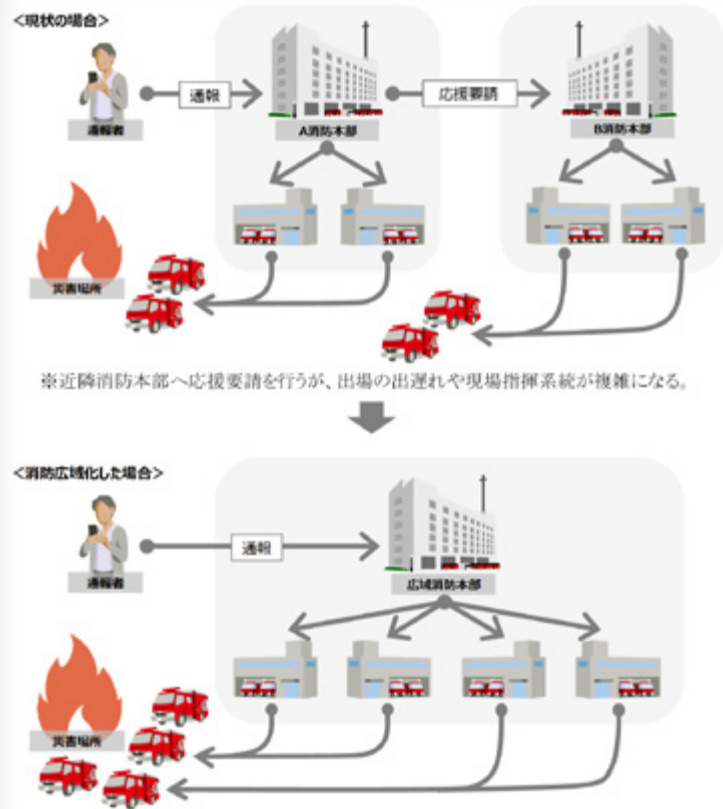 <現状の場合>
通報
応援要請
通報者
A消防本部
B消防本部
災害場所
※近隣消防本部へ応援要請を行うが、出場の出遅れや現場指揮系統が複雑になる。
<消防広域化した場合>
通報
通報者
広域消防本部
災害場所